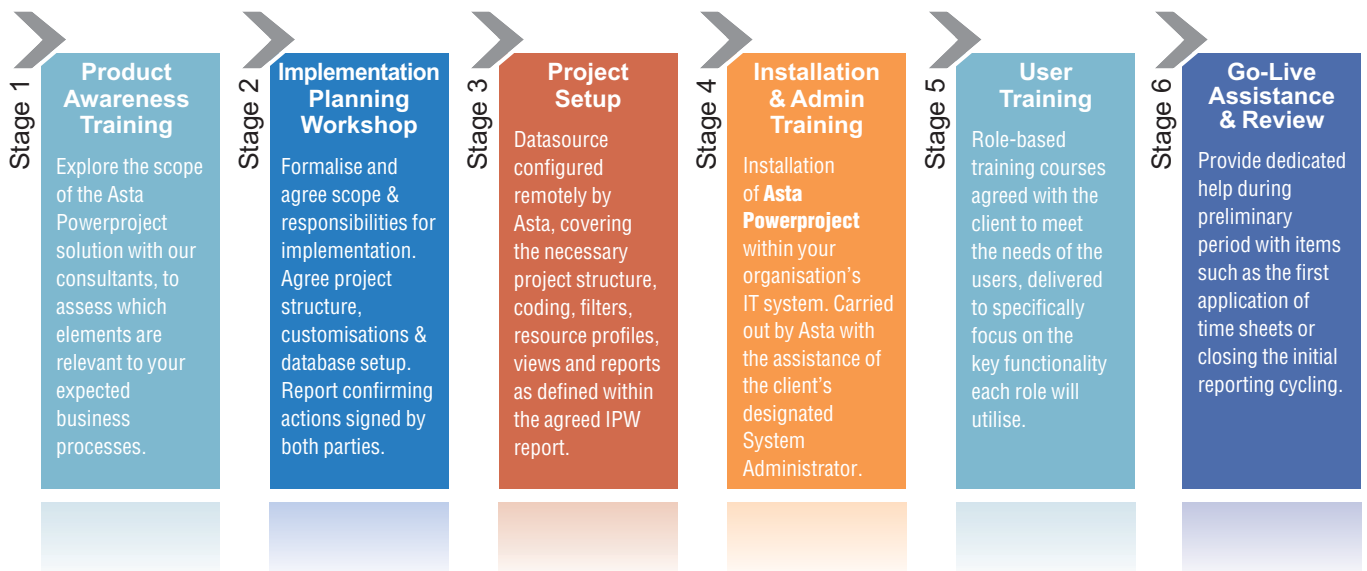 Stage 1
Product
Awareness
Training
Explore the scope
of the Asta
Powerproject
solution with our
consultants, to
assess which
elements are
relevant to your
expected
business
processes.
Stage 2
Implementation
Planning
Workshop
Formalise and
agree scope &
responsibilities for
implementation.
Agree project
structure,
customisations &
database setup.
Report confirming
actions signed by
both parties.
Stage 3
Project
Setup
Datasource
configured
remotely by
Asta, covering
the necessary
project structure,
coding, filters,
resource profiles,
views and reports
as defined within
the agreed IPW
report.
Stage 4
Installation
& Admin
Training
Installation
of Asta
Powerproject
within your
organisation's
IT system. Carried
out by Asta with
the assistance of
the client's
designated
System
Administrator.
Stage 5
User
Training
Role-based
training courses
agreed with the
client to meet
the needs of the
users, delivered
to specifically
focus on the
key functionality
each role will
utilise.
Stage 6
Go-Live
Assistance
& Review
Provide dedicated
help during
preliminary
period with items
such as the first
application of
time sheets or
closing the initial
reporting cycling.